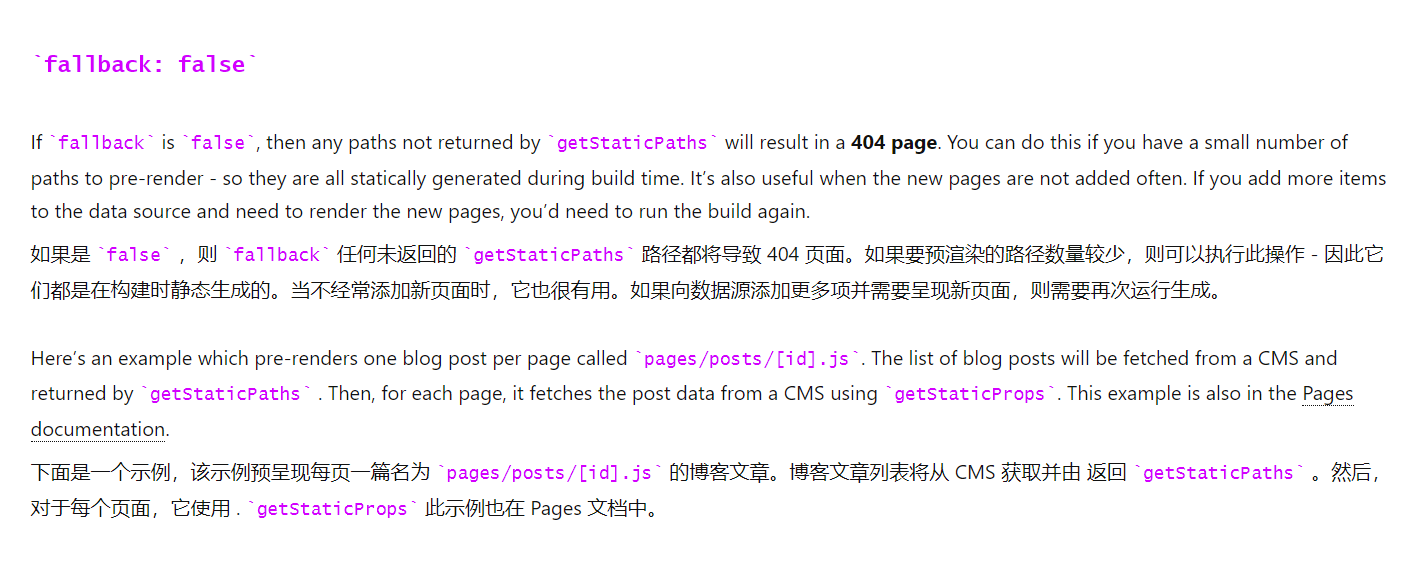 `fallback: false`
If `fallback` is `false`, then any paths not returned by `getStaticPaths` will result in a 404 page. You can do this if you have a small number of
paths to pre-render - so they are all statically generated during build time. It’s also useful when the new pages are not added often. If you add more items
to the data source and need to render the new pages, you’d need to run the build again.
如果是 `false` ，则 `fallback` 任何未返回的 `getStaticPaths` 路径都将导致 404 页面。如果要预渲染的路径数量较少，则可以执行此操作 - 因此它
们都是在构建时静态生成的。当不经常添加新页面时，它也很有用。如果向数据源添加更多项并需要呈现新页面，则需要再次运行生成。
Here’s an example which pre-renders one blog post per page called `pages/posts/[id].js`. The list of blog posts will be fetched from a CMS and
returned by `getStaticPaths` . Then, for each page, it fetches the post data from a CMS using `getStaticProps`. This example is also in the Pages
documentation.
下面是一个示例，该示例预呈现每页一篇名为 `pages/posts/[id].js` 的博客文章。博客文章列表将从 CMS 获取并由 返回 `getStaticPaths` 。然后，
对于每个页面，它使用 . `getStaticProps` 此示例也在 Pages 文档中。